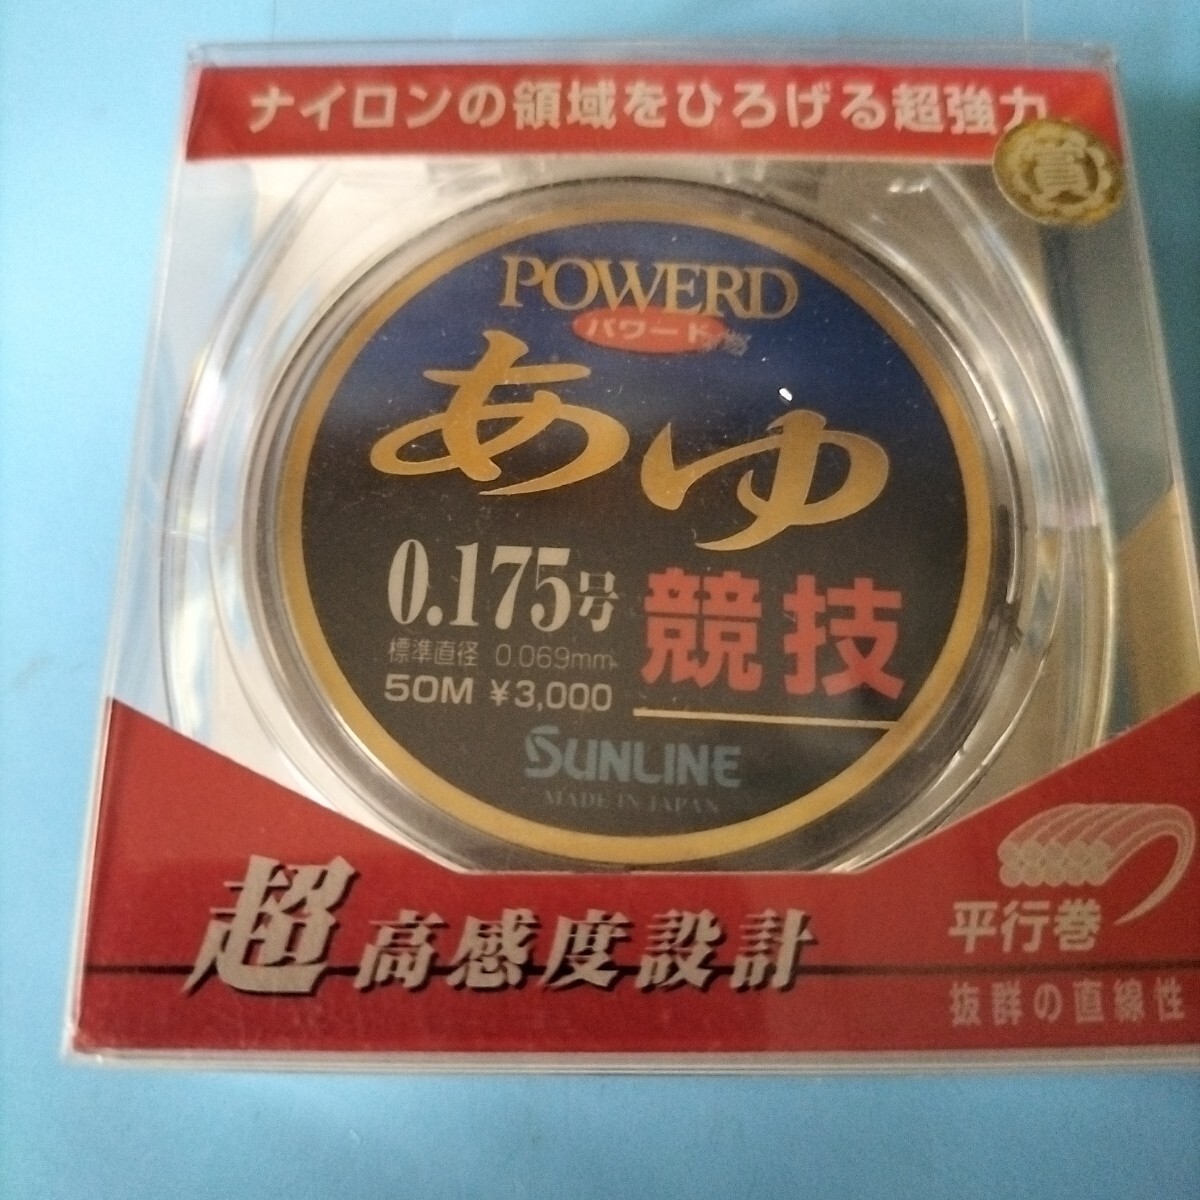 ナイロンの領域をひろげる超強力
賞
POWERD
パワード
あゆ
0.175号
競技
標準直径 0.069mm
50M ¥3,000
SUNLINE
MADE IN JAPAN
超高感度設計
平行巻
抜群の直線性